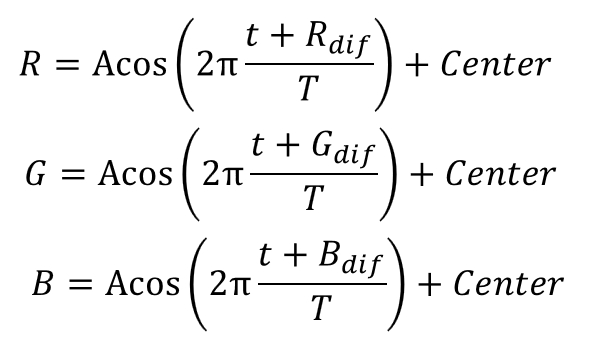 R = Acos(2π (t + R_dif)/T) + Center
G = Acos(2π (t + G_dif)/T) + Center
B = Acos(2π (t + B_dif)/T) + Center